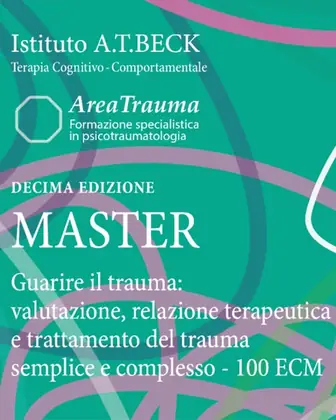 Istituto A.T.BECK
Terapia Cognitivo-Comportamentale
AreaTrauma
Formazione specialistica
in psicotraumatologia
DECIMA EDIZIONE
MASTER
Guarire il trauma:
valutazione, relazione terapeutica
e trattamento del trauma
semplice e complesso - 100 ECM